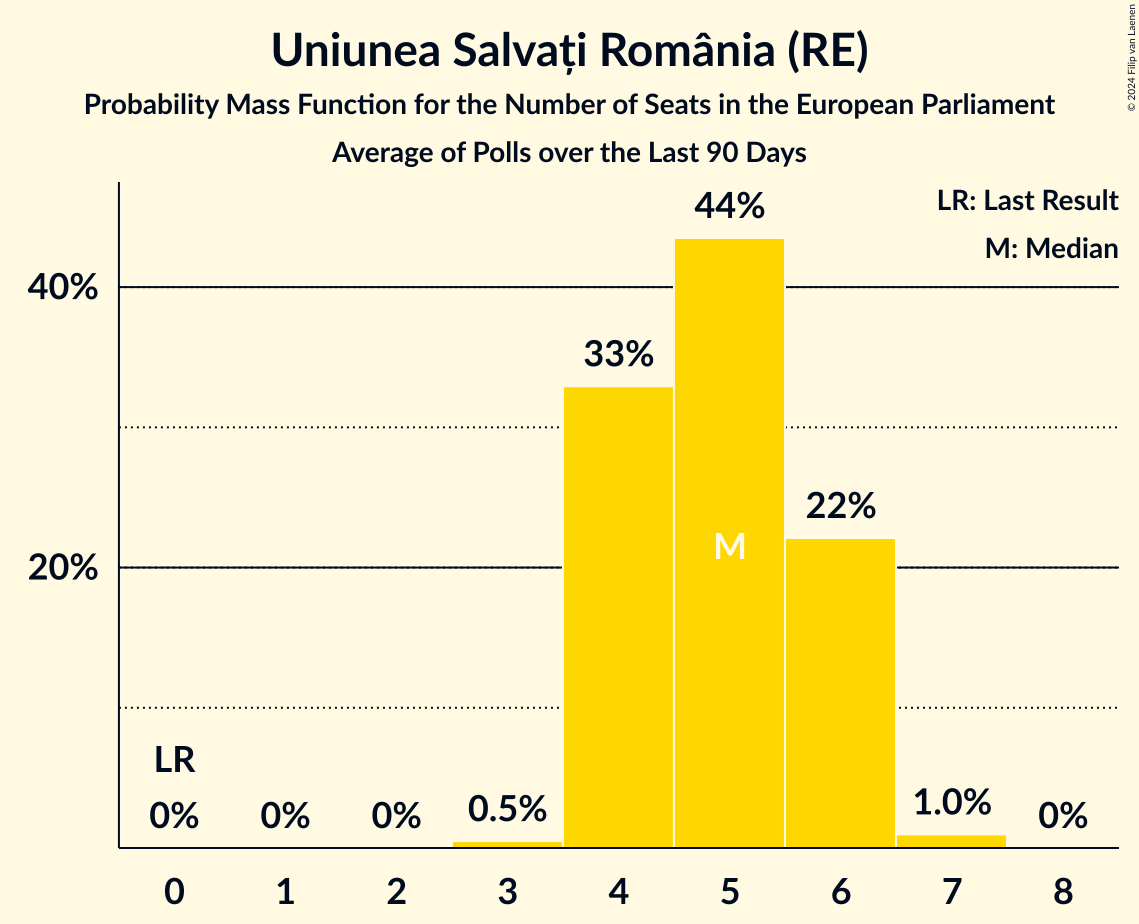 Uniunea Salvați România (RE)
Probability Mass Function for the Number of Seats in the European Parliament
Average of Polls over the Last 90 Days
© 2024 Filip van Laenen
LR: Last Result
M: Median
44%
40%
33%
22%
M
20%
LR
0%
0%
0%
0.5%
1.0%
0%
0
1
2
3
4
5
6
7
8